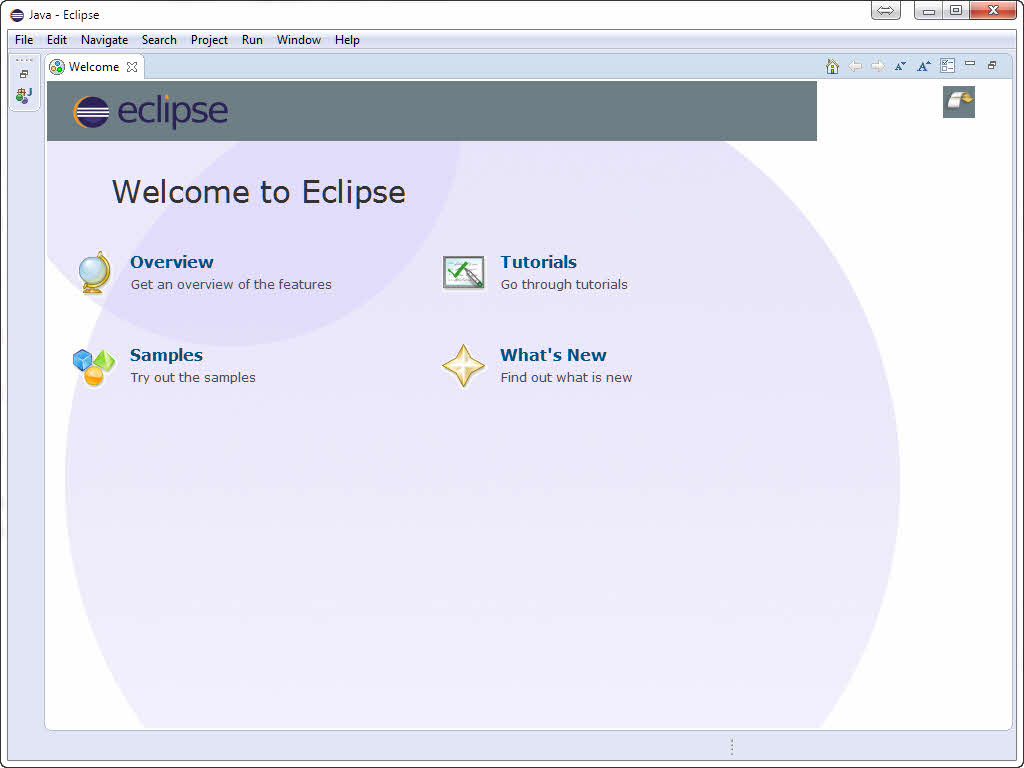 Java - Eclipse
File Edit Navigate Search Project Run Window Help
Welcome
eclipse
Welcome to Eclipse
Overview
Get an overview of the features
Tutorials
Go through tutorials
Samples
Try out the samples
What's New
Find out what is new